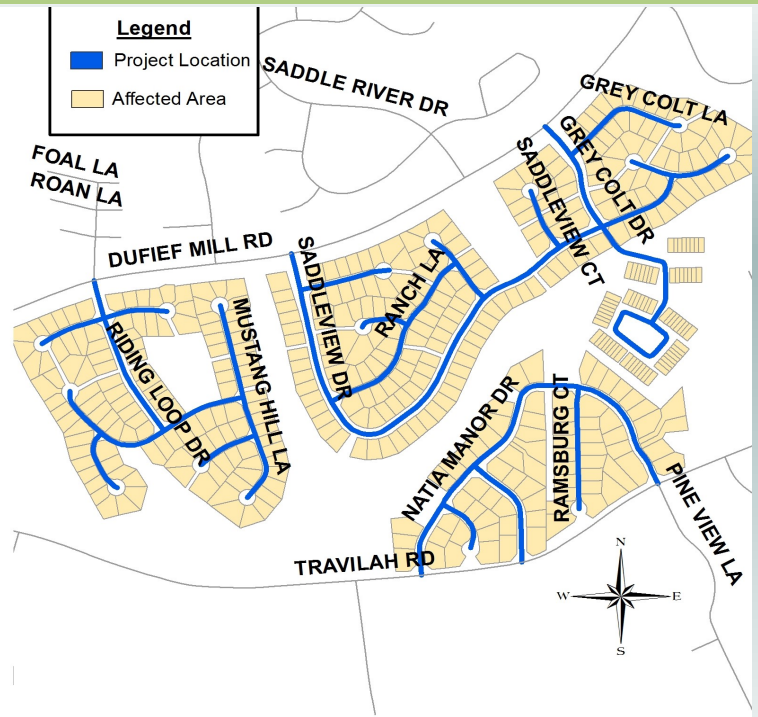 Legend
Project Location
Affected Area
SADDLE RIVER DR
GREY COLT LA
FOAL LA
ROAN LA
GREY COLT DR
SADDLEVIEW CT
DUFIEF MILL RD
SADDLEVIEW DR
RANCH LA
MUSTANG HILL LA
RIDING LOOP DR
NATIA MANOR DR
RAMSBURG CT
PINE VIEW LA
TRAVILAH RD
N
W
E
S